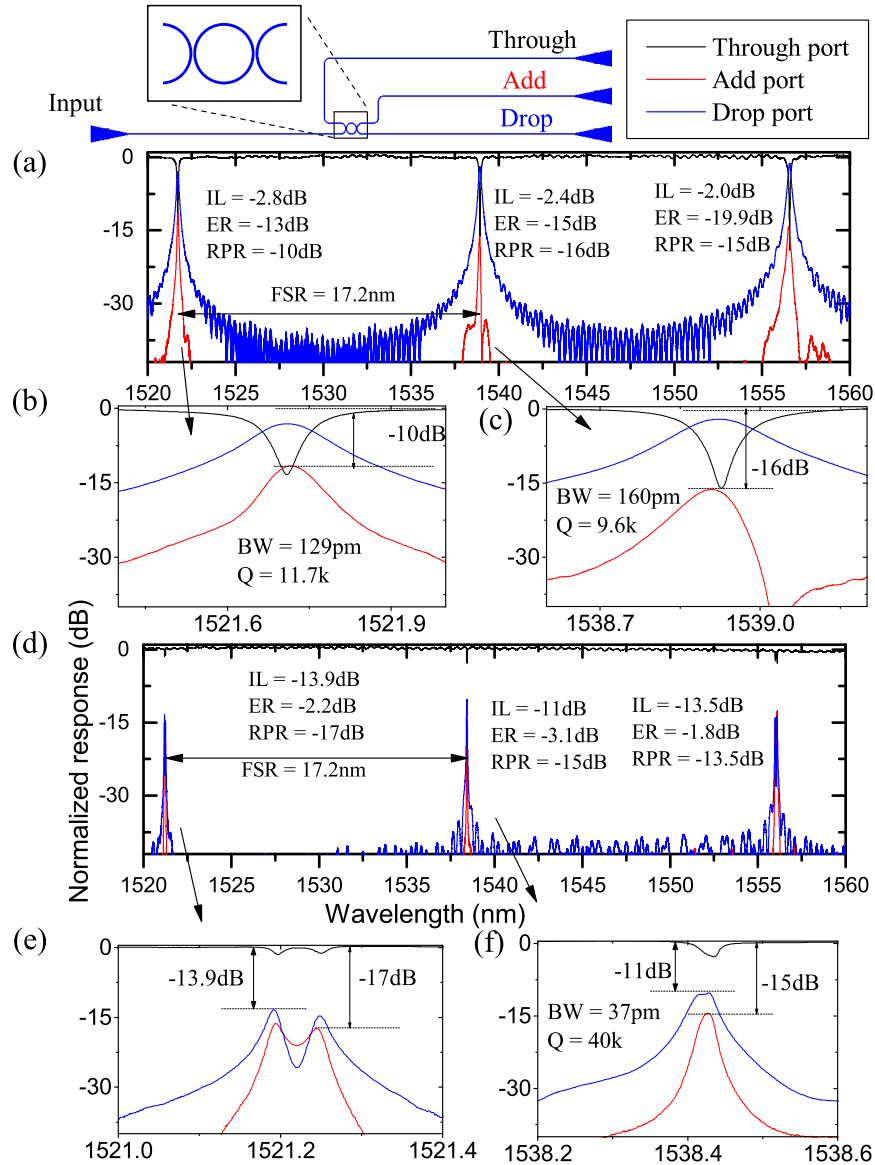 Through
Add
Input
Drop
Through port
Add port
Drop port
(a)
0
-15
-30
IL = -2.8dB
ER = -13dB
RPR = -10dB
IL = -2.4dB
ER = -15dB
RPR = -16dB
IL = -2.0dB
ER = -19.9dB
RPR = -15dB
FSR = 17.2nm
1520 1525 1530 1535 1540 1545 1550 1555 1560
(b)
0
-15
-30
-10dB
BW = 129pm
Q = 11.7k
1521.6 1521.9
(c)
0
-15
-30
-16dB
BW = 160pm
Q = 9.6k
1538.7 1539.0
Normalized response (dB)
(d)
0
-15
-30
IL = -13.9dB
ER = -2.2dB
RPR = -17dB
IL = -11dB
ER = -3.1dB
RPR = -15dB
IL = -13.5dB
ER = -1.8dB
RPR = -13.5dB
FSR = 17.2nm
1520 1525 1530 1535 1540 1545 1550 1555 1560
Wavelength (nm)
(e)
0
-15
-30
-13.9dB
-17dB
1521.0 1521.2 1521.4
(f)
0
-15
-30
-11dB
-15dB
BW = 37pm
Q = 40k
1538.2 1538.4 1538.6